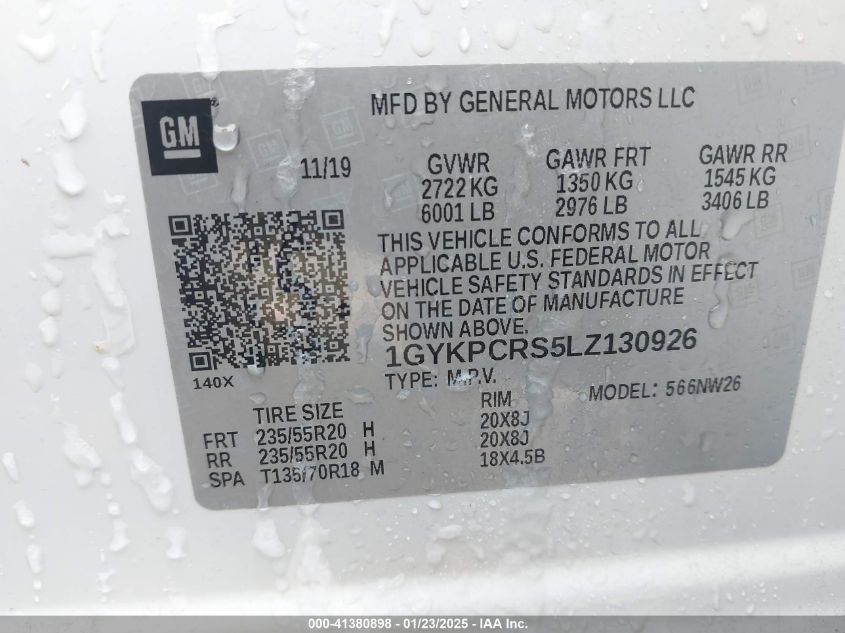 MFD BY GENERAL MOTORS LLC
GM®
11/19 GVWR GAWR FRT GAWR RR
2722 KG 1350 KG 1545 KG
6001 LB 2976 LB 3406 LB
THIS VEHICLE CONFORMS TO ALL
APPLICABLE U.S. FEDERAL MOTOR
VEHICLE SAFETY STANDARDS IN EFFECT
ON THE DATE OF MANUFACTURE
SHOWN ABOVE.
1GYKPCRS5LZ130926
140X
TYPE: M.P.V. MODEL: 566NW26
TIRE SIZE RIM
FRT 235/55R20 H 20X8J
RR 235/55R20 H 20X8J
SPA T135/70R18 M 18X4.5B
000-41380898 - 01/23/2025 - IAA Inc.